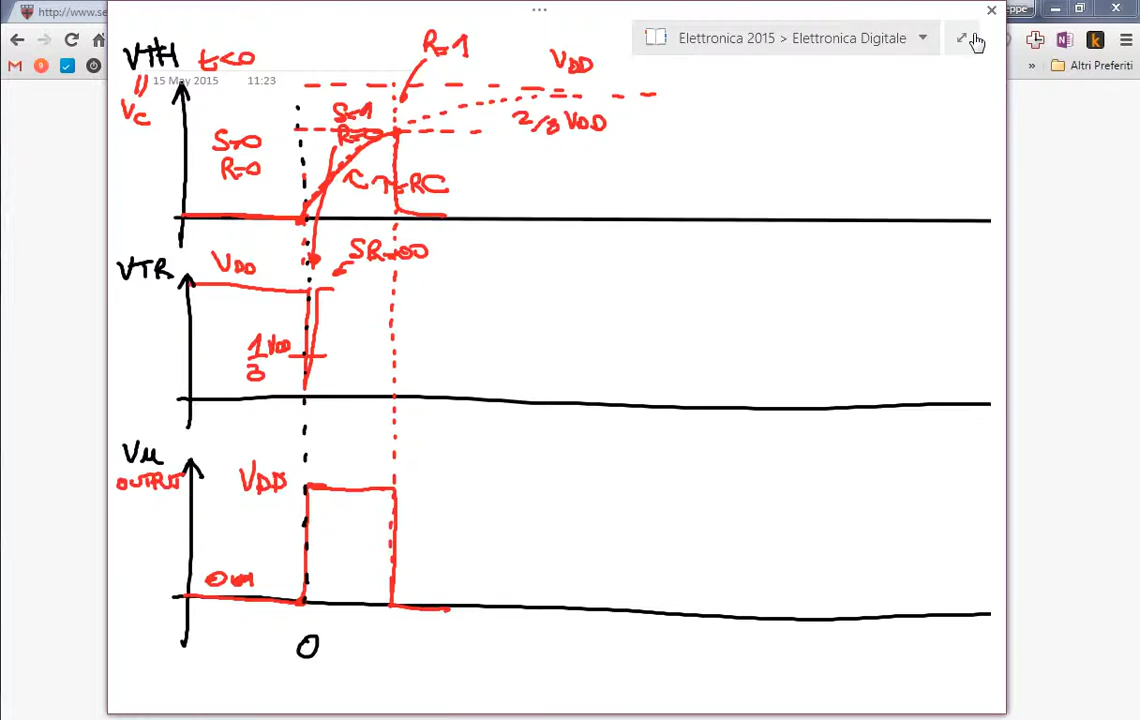 http://www.se
Elettronica 2015 > Elettronica Digitale
Altri Preferiti
15 May 2015 11:23
VTH
t<0
R=1
VDD
VC
S=1
R=0
2/3 VDD
S=0
R=0
τ=RC
SR=00
VTR
VDD
1/3 VDD
Vu
OUTPUT
VDD
0